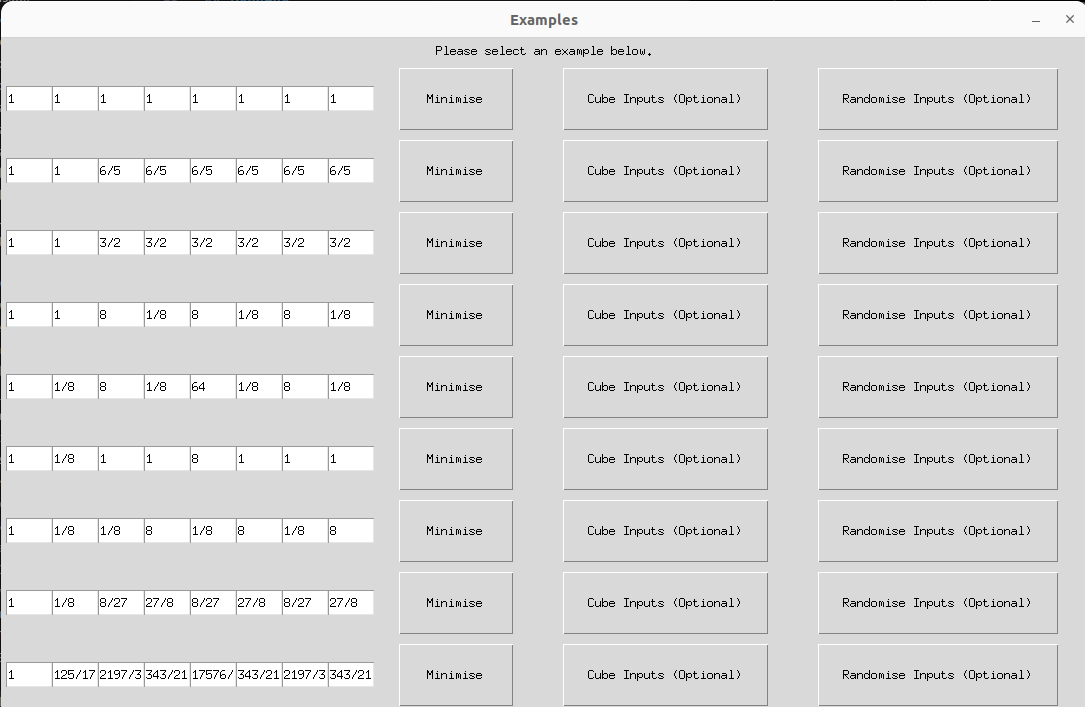 Examples
Please select an example below.
1 1 1 1 1 1 1 1 Minimise Cube Inputs (Optional) Randomise Inputs (Optional)
1 1 6/5 6/5 6/5 6/5 6/5 6/5 Minimise Cube Inputs (Optional) Randomise Inputs (Optional)
1 1 3/2 3/2 3/2 3/2 3/2 3/2 Minimise Cube Inputs (Optional) Randomise Inputs (Optional)
1 1 8 1/8 8 1/8 8 1/8 Minimise Cube Inputs (Optional) Randomise Inputs (Optional)
1 1/8 8 1/8 64 1/8 8 1/8 Minimise Cube Inputs (Optional) Randomise Inputs (Optional)
1 1/8 1 1 8 1 1 1 Minimise Cube Inputs (Optional) Randomise Inputs (Optional)
1 1/8 1/8 8 1/8 8 1/8 8 Minimise Cube Inputs (Optional) Randomise Inputs (Optional)
1 1/8 8/27 27/8 8/27 27/8 8/27 27/8 Minimise Cube Inputs (Optional) Randomise Inputs (Optional)
1 125/17 2197/3 343/21 17576/ 343/21 2197/3 343/21 Minimise Cube Inputs (Optional) Randomise Inputs (Optional)